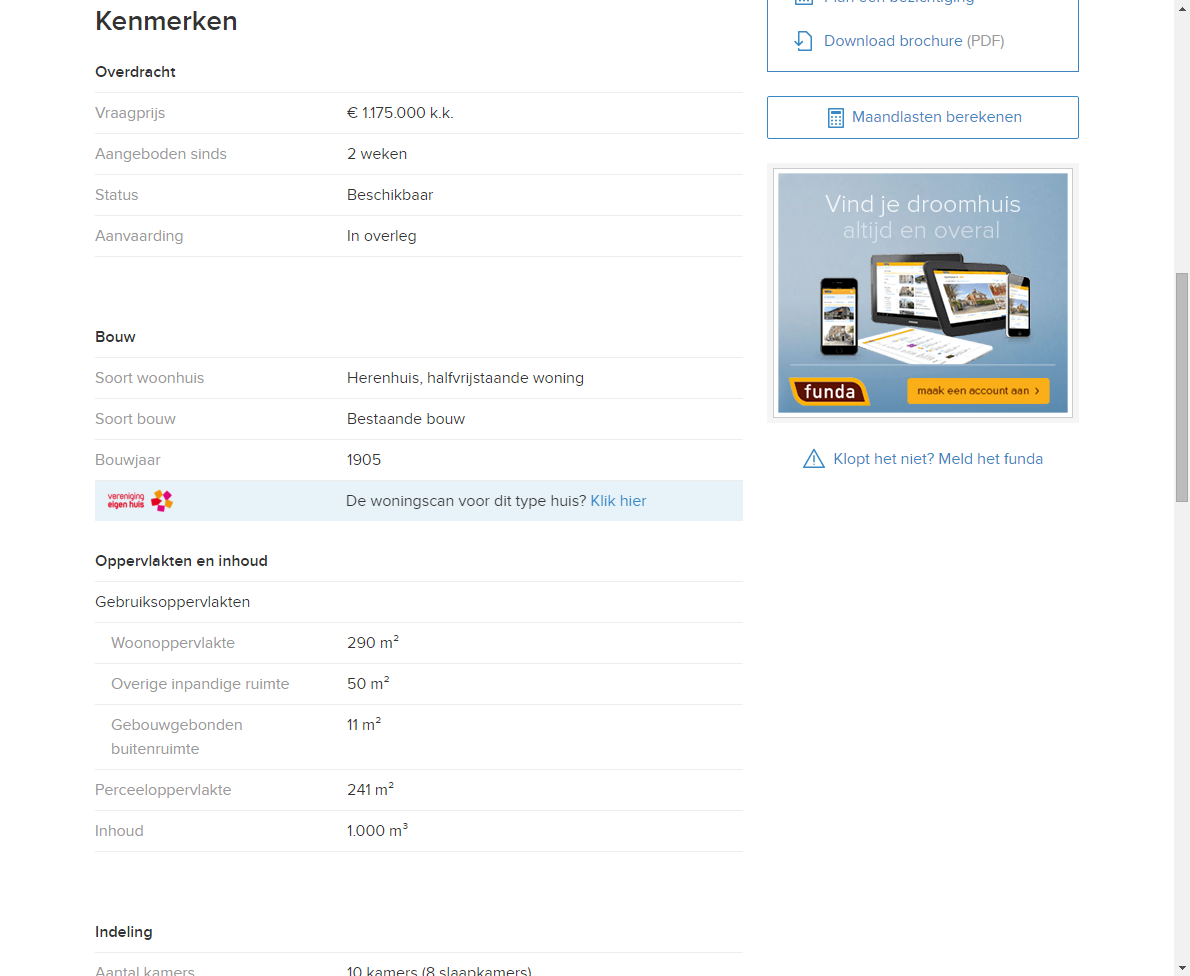 Kenmerken
Overdracht
Vraagprijs € 1.175.000 k.k.
Aangeboden sinds 2 weken
Status Beschikbaar
Aanvaarding In overleg
Bouw
Soort woonhuis Herenhuis, halfvrijstaande woning
Soort bouw Bestaande bouw
Bouwjaar 1905
vereniging
eigen huis
De woningscan voor dit type huis? Klik hier
Oppervlakten en inhoud
Gebruiksoppervlakten
Woonoppervlakte 290 m²
Overige inpandige ruimte 50 m²
Gebouwgebonden 11 m²
buitenruimte
Perceeloppervlakte 241 m²
Inhoud 1.000 m³
Indeling
Aantal kamers 10 kamers (8 slaapkamers)
Plan een bezichtiging
Download brochure (PDF)
Maandlasten berekenen
Vind je droomhuis
altijd en overal
funda
maak een account aan ›
Klopt het niet? Meld het funda